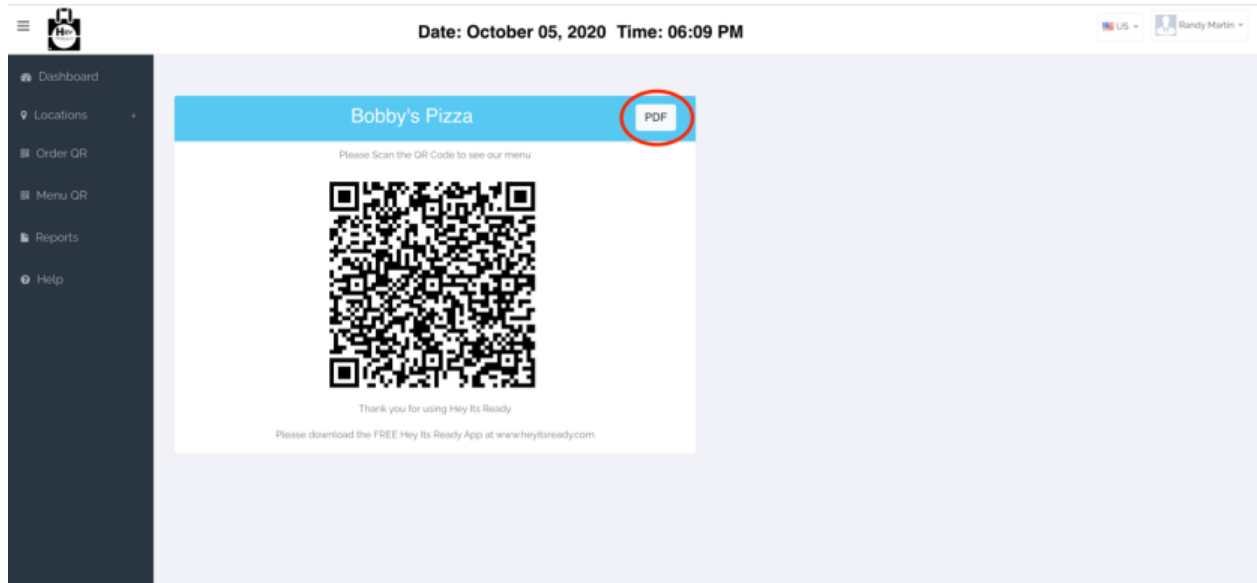 HEY
Date: October 05, 2020 Time: 06:09 PM
US
Randy Martin
Dashboard
Locations +
Order QR
Menu QR
Reports
Help
Bobby's Pizza
PDF
Please Scan the QR Code to see our menu
Thank you for using Hey Its Ready
Please download the FREE Hey Its Ready App at www.heyitsready.com